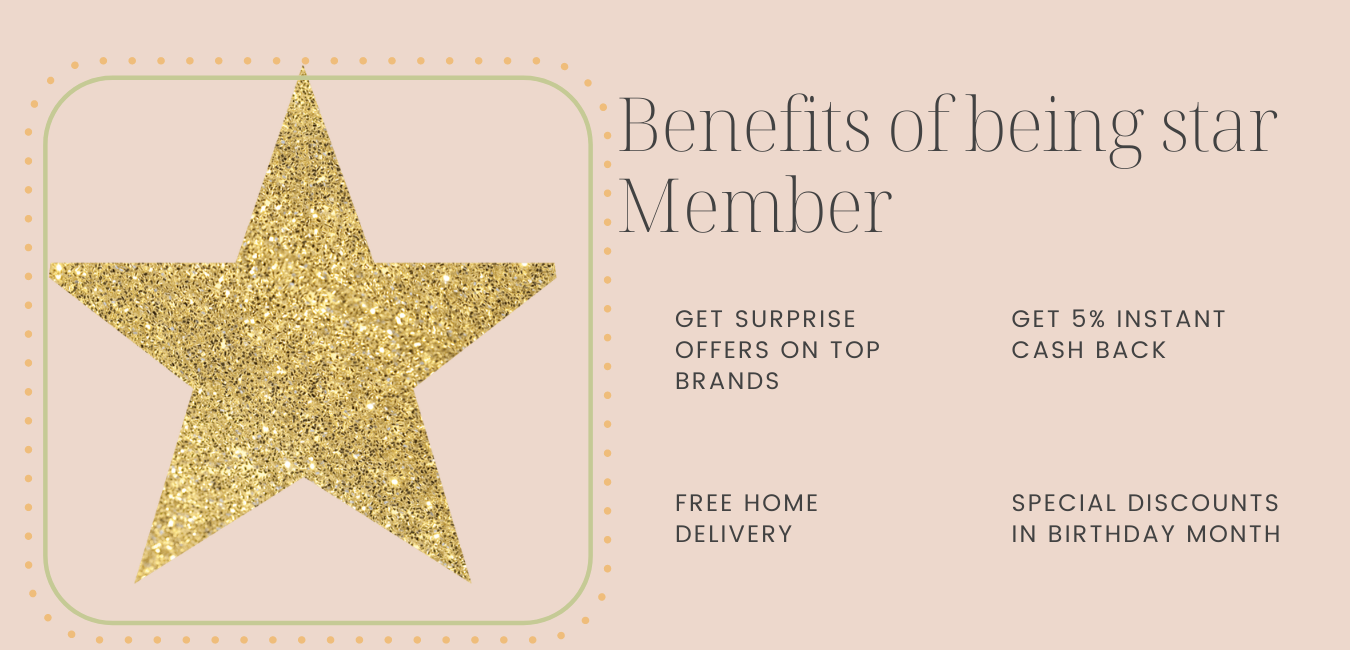 Benefits of being star
Member
GET SURPRISE
OFFERS ON TOP
BRANDS
GET 5% INSTANT
CASH BACK
FREE HOME
DELIVERY
SPECIAL DISCOUNTS
IN BIRTHDAY MONTH